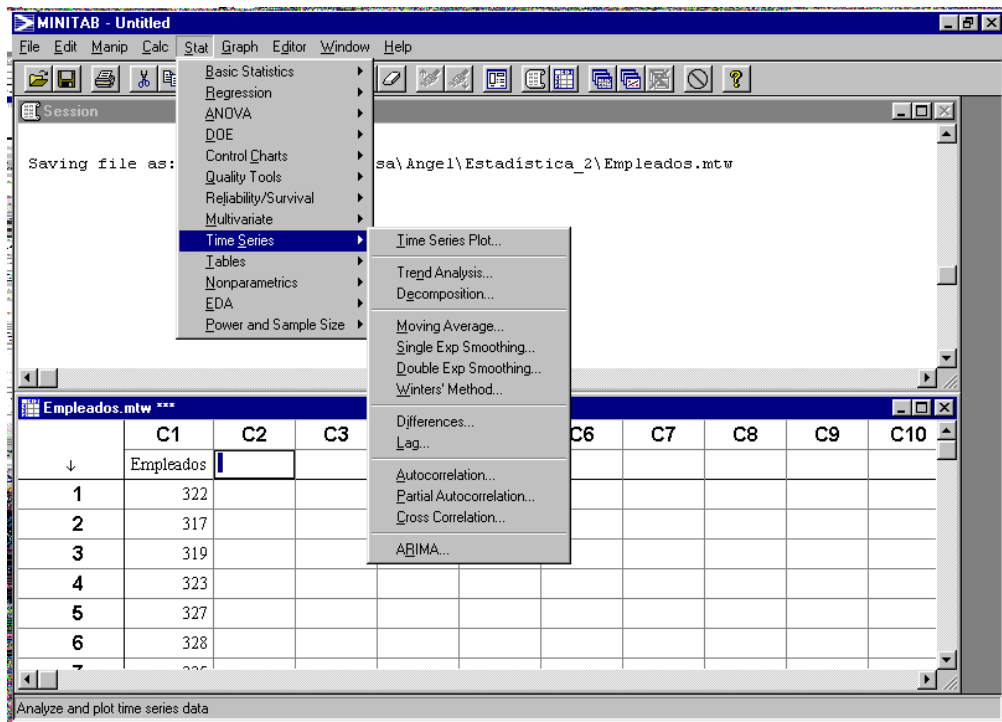 MINITAB - Untitled
File Edit Manip Calc Stat Graph Editor Window Help
Session
Saving file as: sa\Angel\Estadística_2\Empleados.mtw
Basic Statistics
Regression
ANOVA
DOE
Control Charts
Quality Tools
Reliability/Survival
Multivariate
Time Series
Tables
Nonparametrics
EDA
Power and Sample Size
Time Series Plot...
Trend Analysis...
Decomposition...
Moving Average...
Single Exp Smoothing...
Double Exp Smoothing...
Winters' Method...
Differences...
Lag...
Autocorrelation...
Partial Autocorrelation...
Cross Correlation...
ARIMA...
Empleados.mtw ***
C1 C2 C3 C6 C7 C8 C9 C10
↓ Empleados
1 322
2 317
3 319
4 323
5 327
6 328
Analyze and plot time series data